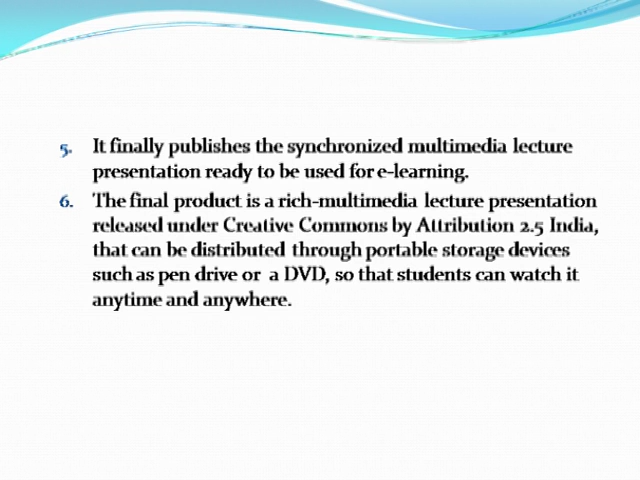 5. It finally publishes the synchronized multimedia lecture
presentation ready to be used for e-learning.
6. The final product is a rich-multimedia lecture presentation
released under Creative Commons by Attribution 2.5 India,
that can be distributed through portable storage devices
such as pen drive or a DVD, so that students can watch it
anytime and anywhere.